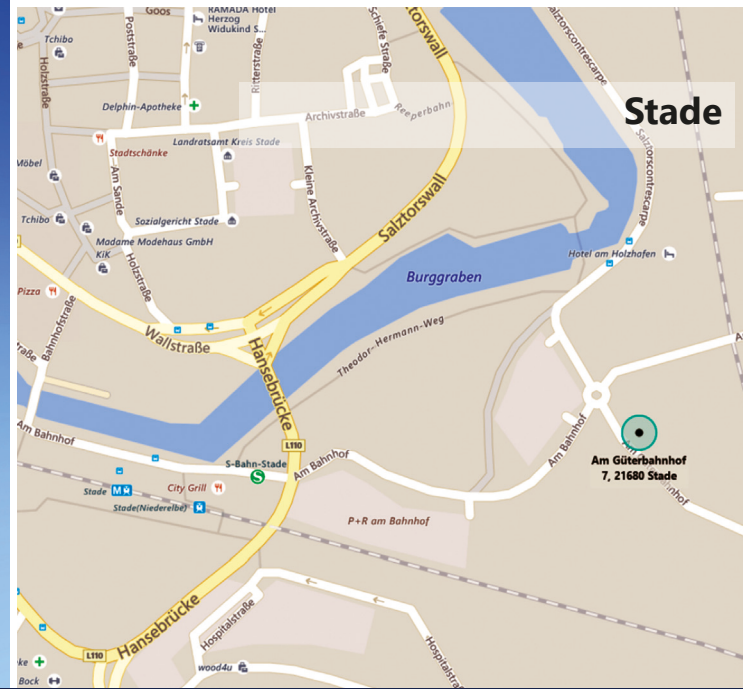 Goos
RAMADA Hotel
Herzog
Widukind S...
Tchibo
Holzstraße
Poststraße
Ritterstraße
Schiefe Straße
Salztorswall
Salztorscontrescarpe
Stade
Delphin-Apotheke
Archivstraße
Reeperbahn
Stadtschänke
Landratsamt Kreis Stade
Salztorscontrescarpe
Möbel
Am Sande
Kleine Archivstraße
Salztorswall
Tchibo
Sozialgericht Stade
Madame Modehaus GmbH
KiK
Holzstraße
Hotel am Holzhafen
Burggraben
Pizza
Bahnhofstraße
Wallstraße
Theodor-Hermann-Weg
Hansebrücke
Am Bahnhof
L110
S-Bahn-Stade
S
Am Bahnhof
Am Bahnhof
Am Güterbahnhof
7, 21680 Stade
Stade
M
City Grill
Stade(Niederelbe)
P+R am Bahnhof
Hansebrücke
L110
Hospitalstraße
Hospitalstra
wood4u
Bock